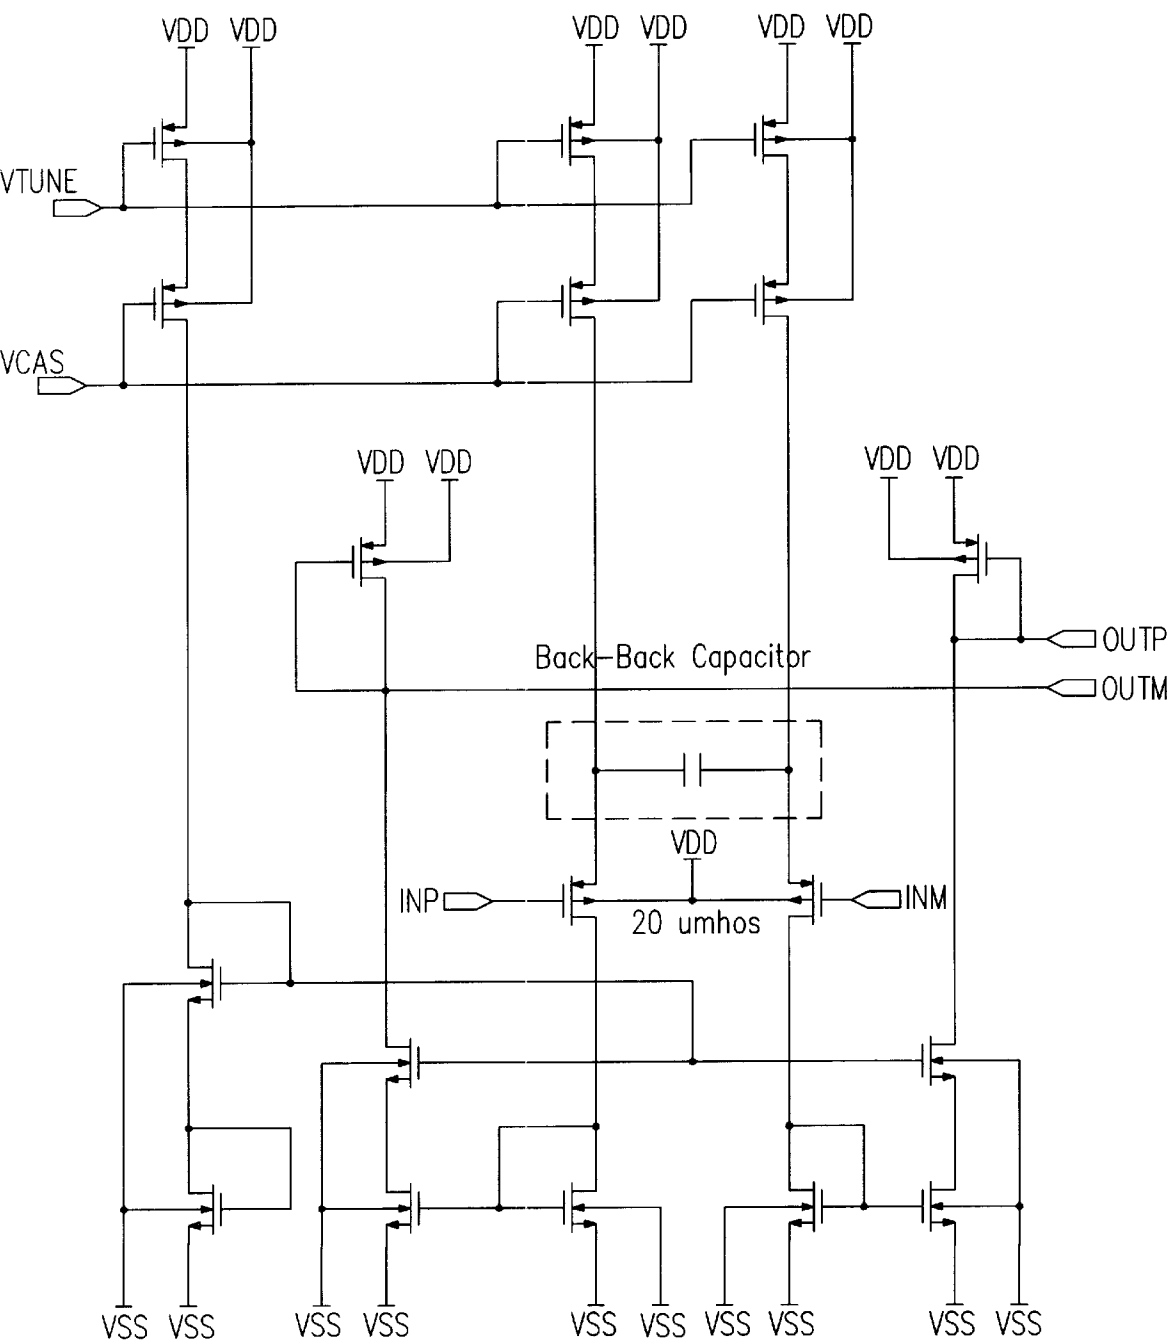 VDD VDD VDD VDD VDD VDD
VTUNE
VCAS
VDD VDD VDD VDD
OUTP
Back-Back Capacitor
OUTM
VDD
INP INM
20 umhos
VSS VSS VSS VSS VSS VSS VSS VSS VSS VSS